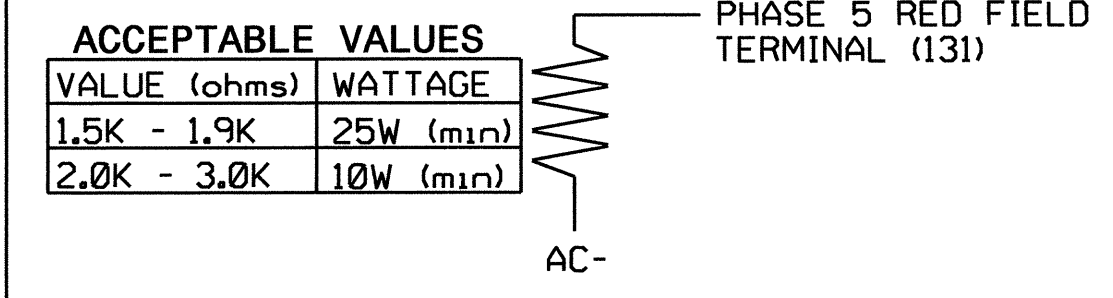 ACCEPTABLE VALUES
VALUE (ohms) WATTAGE
1.5K - 1.9K 25W (min)
2.0K - 3.0K 10W (min)
PHASE 5 RED FIELD
TERMINAL (131)
AC-